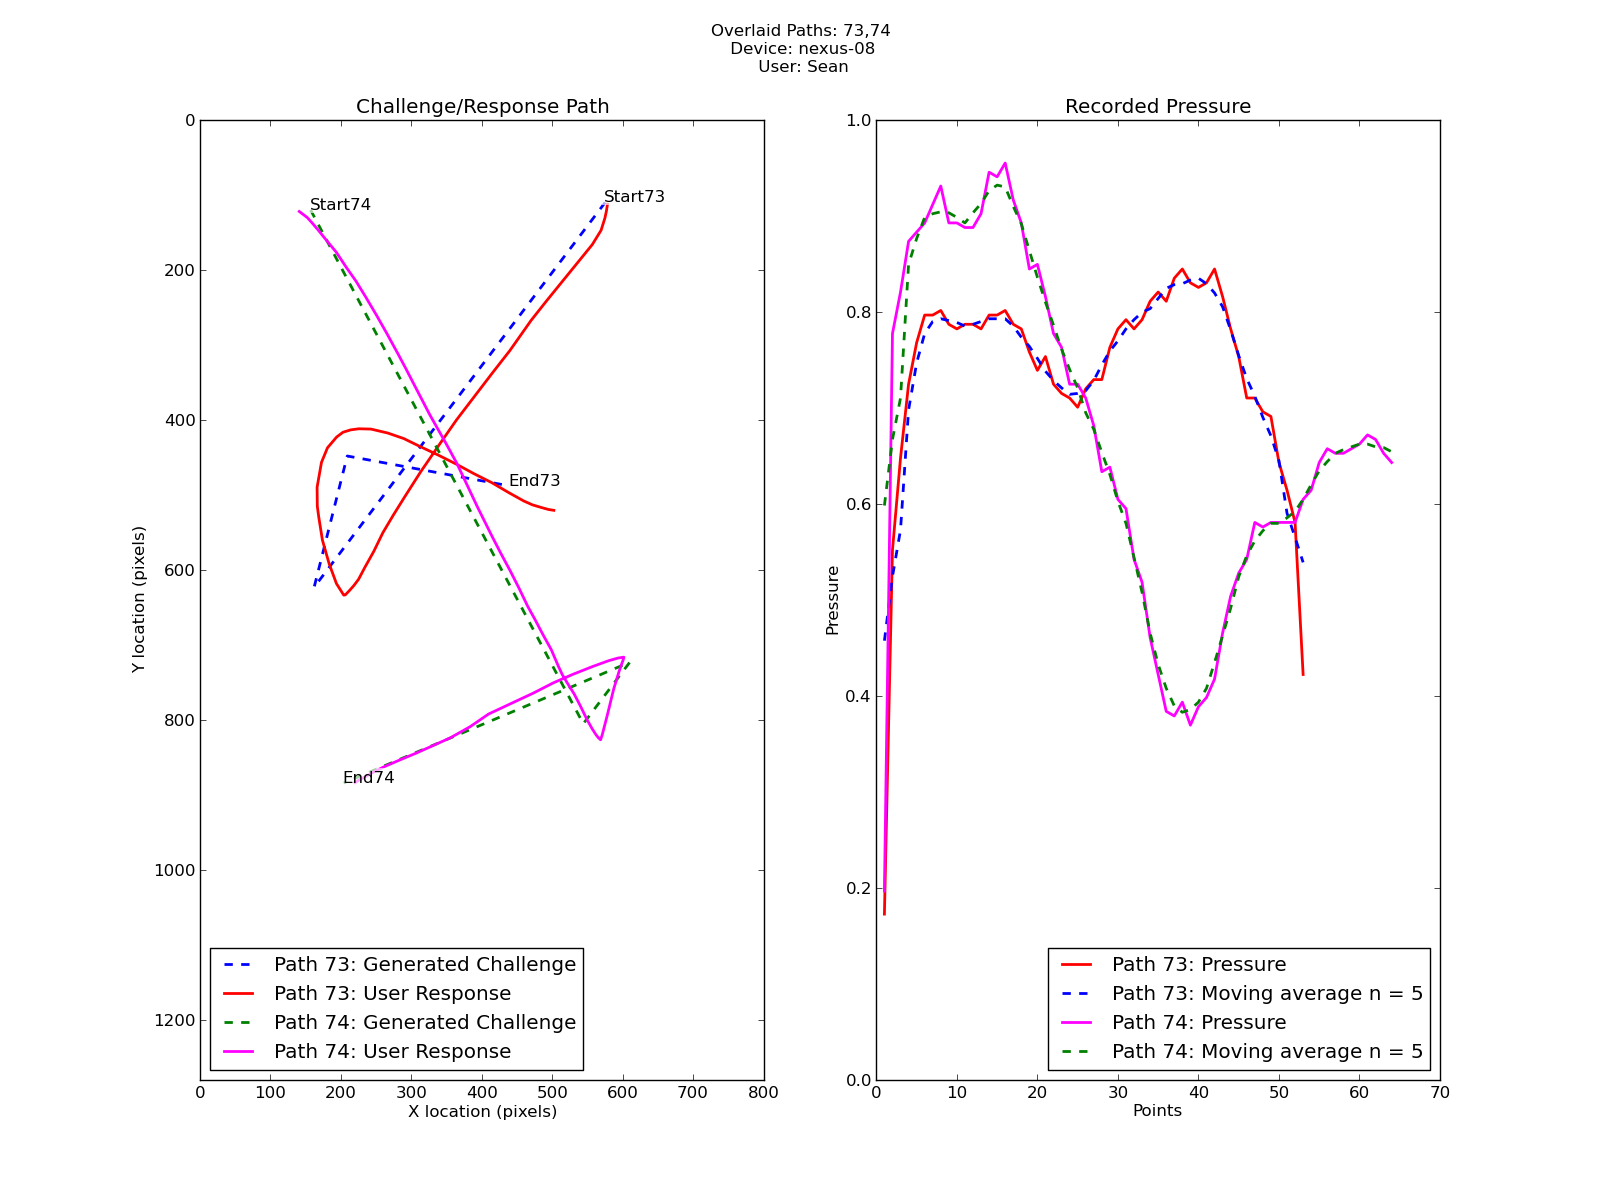 Overlaid Paths: 73,74
Device: nexus-08
User: Sean
Challenge/Response Path
0
200
400
600
800
1000
1200
Y location (pixels)
Start74
Start73
End73
End74
Path 73: Generated Challenge
Path 73: User Response
Path 74: Generated Challenge
Path 74: User Response
0 100 200 300 400 500 600 700 800
X location (pixels)
Recorded Pressure
1.0
0.8
0.6
0.4
0.2
0.0
Pressure
Path 73: Pressure
Path 73: Moving average n = 5
Path 74: Pressure
Path 74: Moving average n = 5
0 10 20 30 40 50 60 70
Points